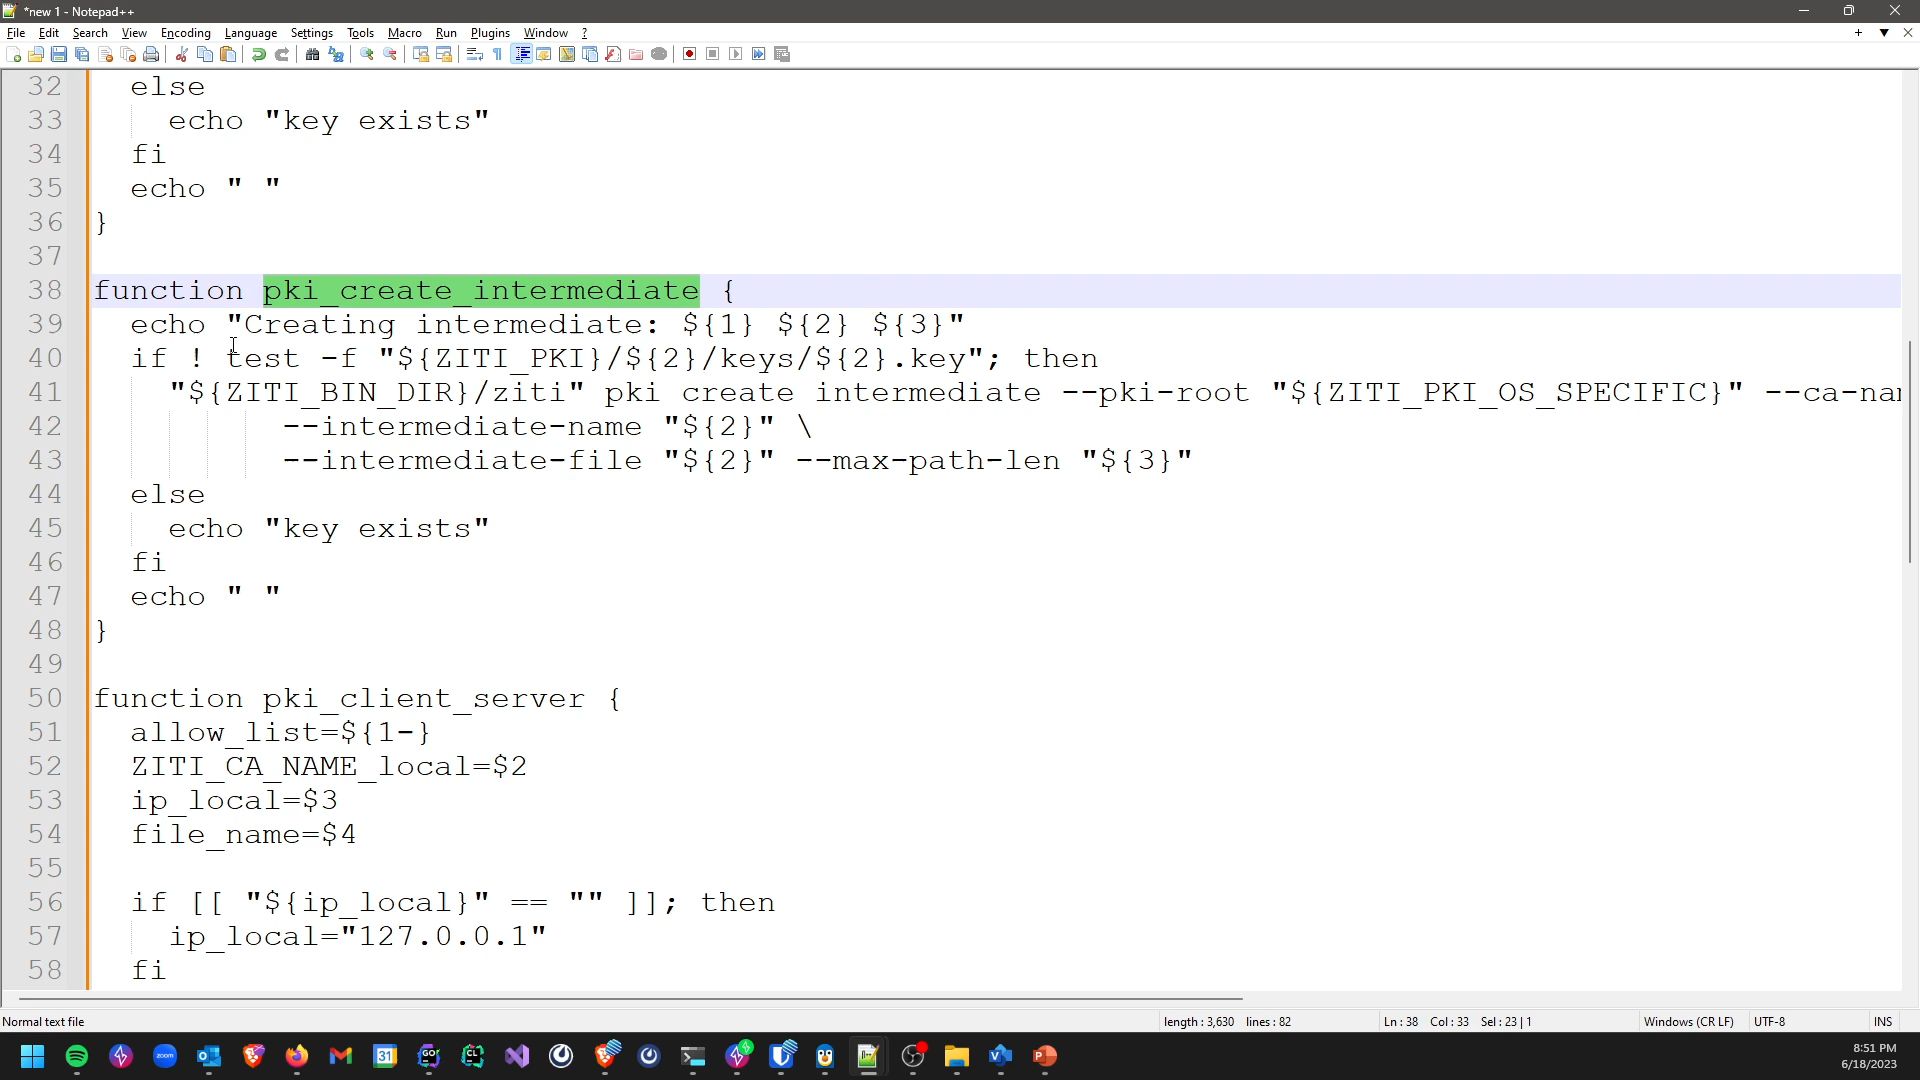 *new 1 - Notepad++
File Edit Search View Encoding Language Settings Tools Macro Run Plugins Window ?
32 else
33 echo "key exists"
34 fi
35 echo " "
36 }
37
38 function pki_create_intermediate {
39 echo "Creating intermediate: ${1} ${2} ${3}"
40 if ! test -f "${ZITI_PKI}/${2}/keys/${2}.key"; then
41 "${ZITI_BIN_DIR}/ziti" pki create intermediate --pki-root "${ZITI_PKI_OS_SPECIFIC}" --ca-nam
42 --intermediate-name "${2}" \
43 --intermediate-file "${2}" --max-path-len "${3}"
44 else
45 echo "key exists"
46 fi
47 echo " "
48 }
49
50 function pki_client_server {
51 allow_list=${1-}
52 ZITI_CA_NAME_local=$2
53 ip_local=$3
54 file_name=$4
55
56 if [[ "${ip_local}" == "" ]]; then
57 ip_local="127.0.0.1"
58 fi
Normal text file length : 3,630 lines : 82 Ln : 38 Col : 33 Sel : 23 | 1 Windows (CR LF) UTF-8 INS
zoom 31 GO CL
8:51 PM
6/18/2023